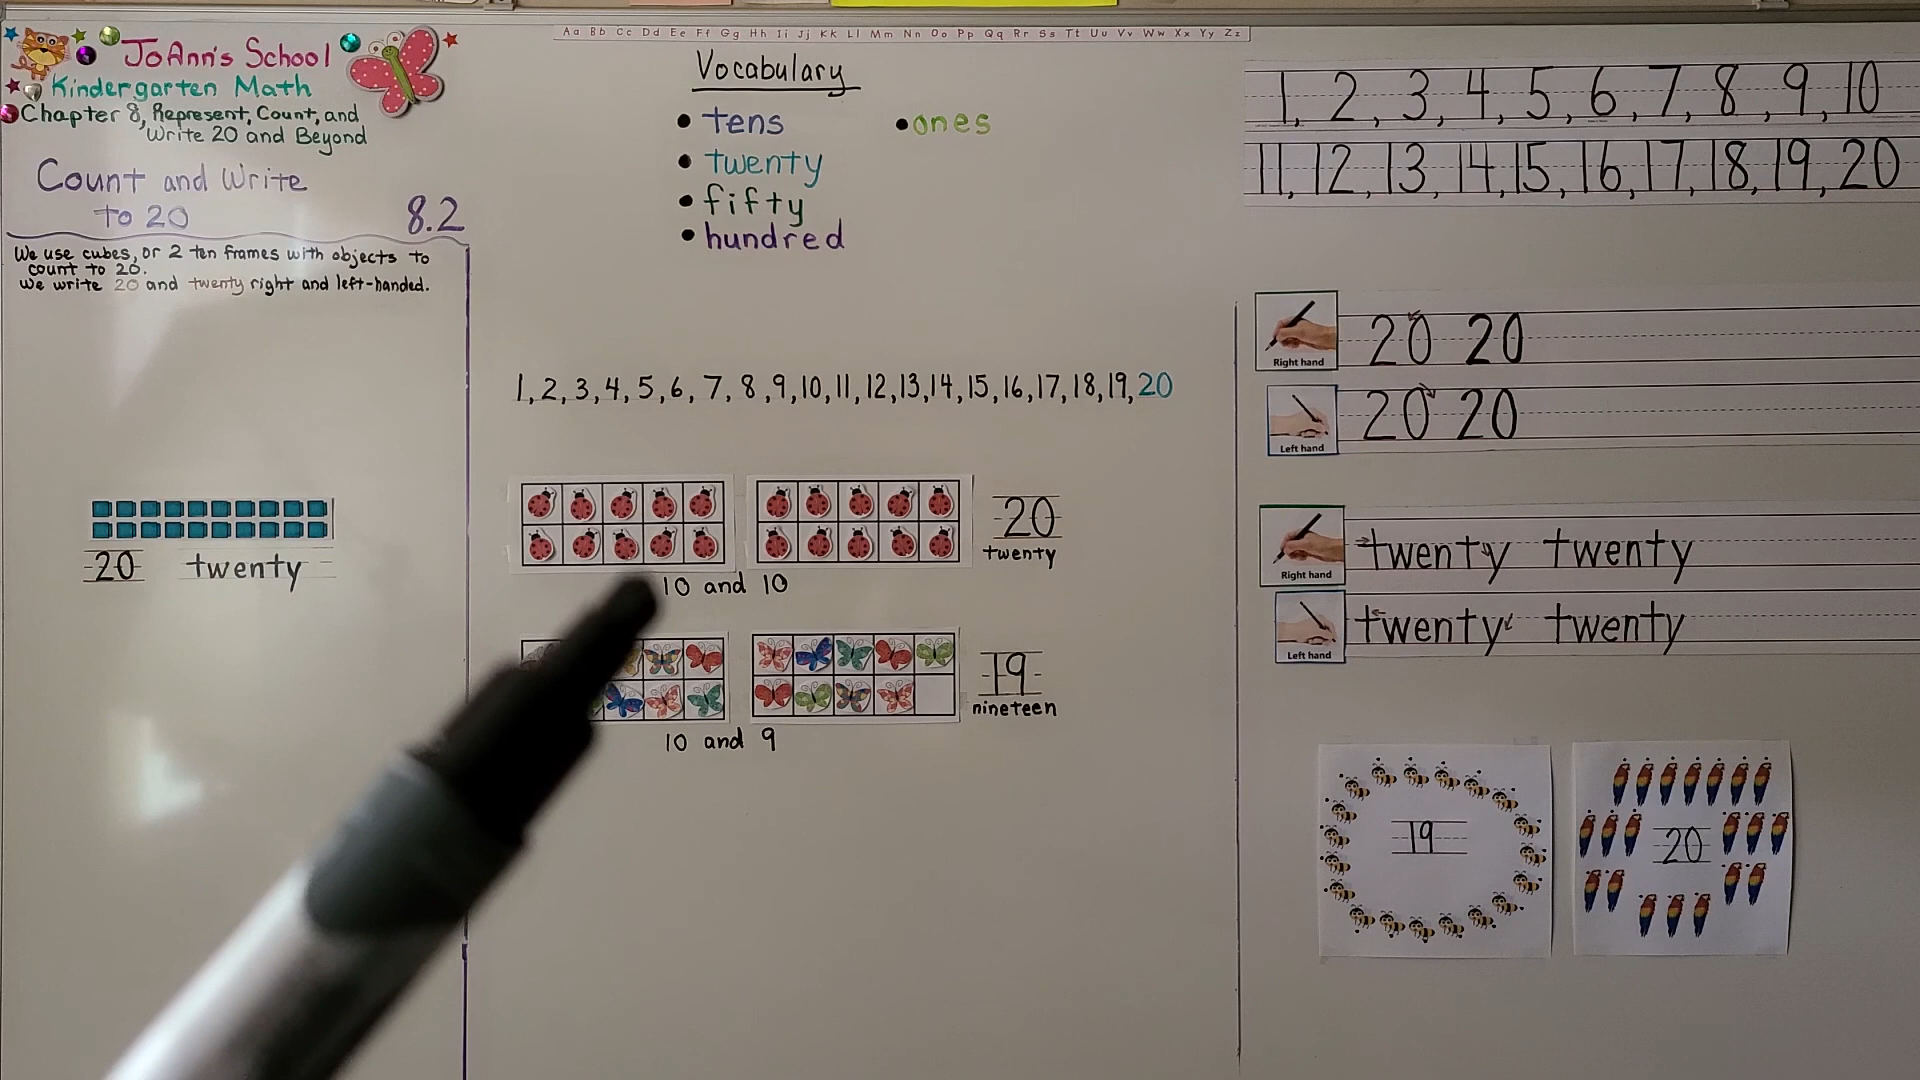 JoAnn's School
Kindergarten Math
Chapter 8, Represent, Count, and
Write 20 and Beyond
Count and Write
to 20
8.2
We use cubes, or 2 ten frames with objects to
count to 20.
We write 20 and twenty right and left-handed.
20 twenty
Aa Bb Cc Dd Ee Ff Gg Hh Ii Jj Kk Ll Mm Nn Oo Pp Qq Rr Ss Tt Uu Vv Ww Xx Yy Zz
Vocabulary
• tens
• ones
• twenty
• fifty
• hundred
1, 2, 3, 4, 5, 6, 7, 8, 9, 10, 11, 12, 13, 14, 15, 16, 17, 18, 19, 20
20
twenty
10 and 10
19
nineteen
10 and 9
1, 2, 3, 4, 5, 6, 7, 8, 9, 10
11, 12, 13, 14, 15, 16, 17, 18, 19, 20
Right hand
20 20
Left hand
20 20
Right hand
twenty twenty
Left hand
twenty twenty
19
20